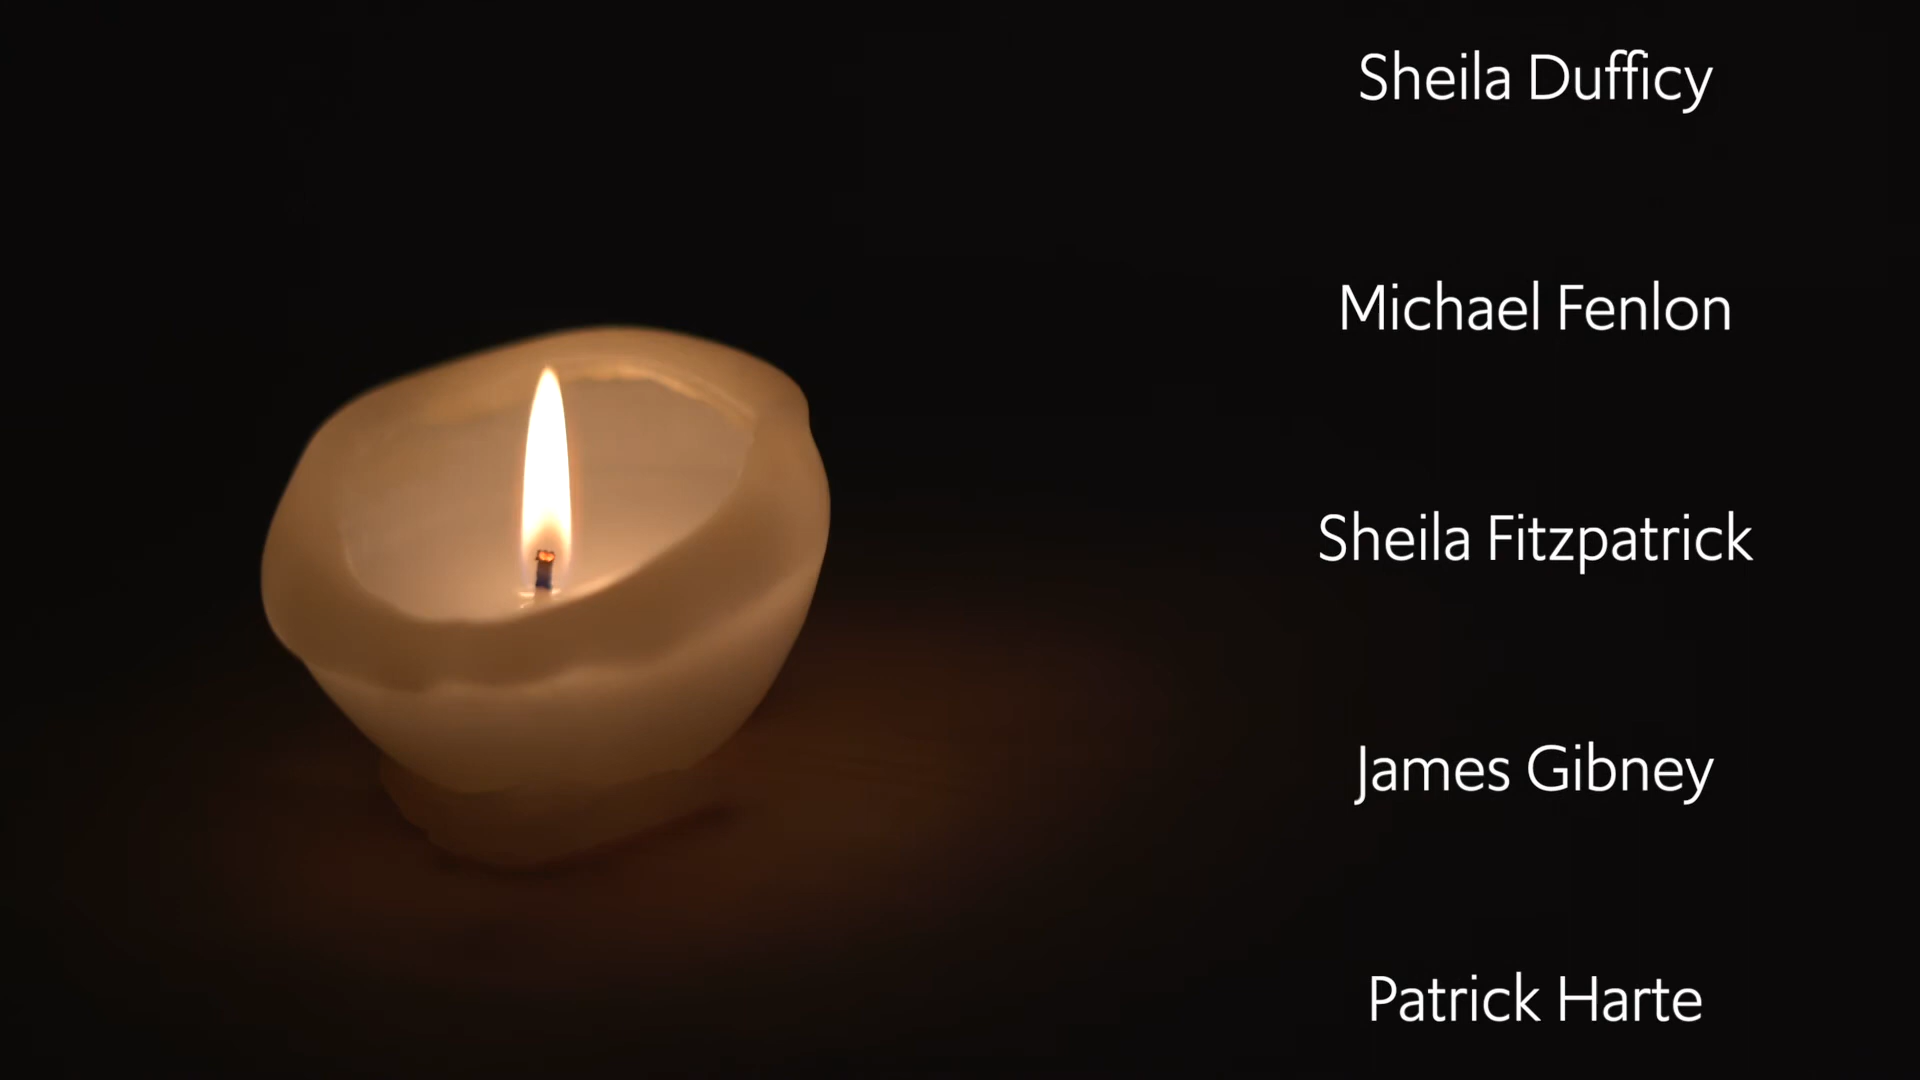 Sheila Dufficy
Michael Fenlon
Sheila Fitzpatrick
James Gibney
Patrick Harte